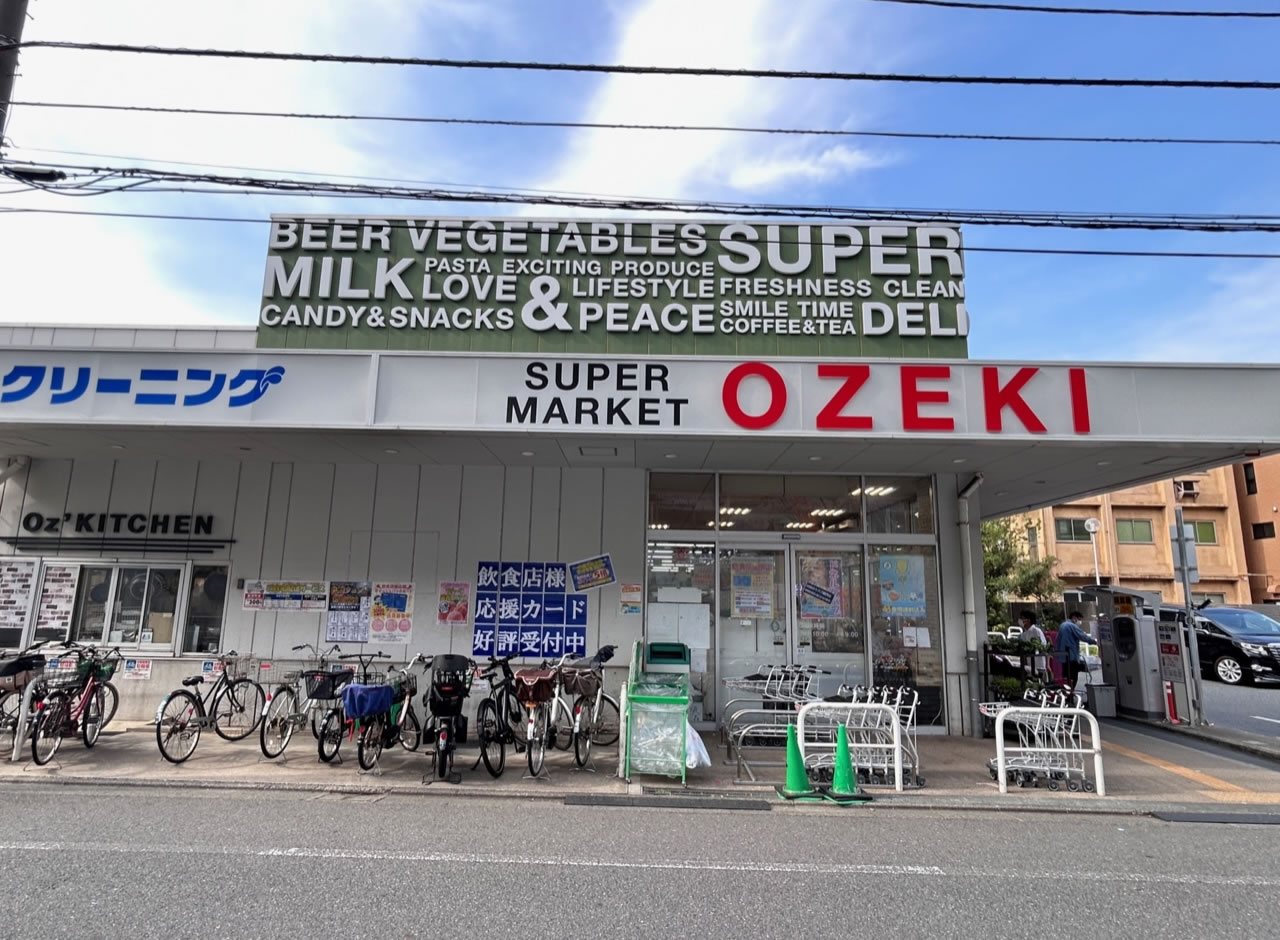 BEER VEGETABLES SUPER
MILK PASTA EXCITING PRODUCE
LOVE & LIFESTYLE FRESHNESS CLEAN
CANDY&SNACKS PEACE SMILE TIME
COFFEE&TEA DELI
クリーニング
SUPER
MARKET
OZEKI
Oz' KITCHEN
飲食店様
応援カード
好評受付中